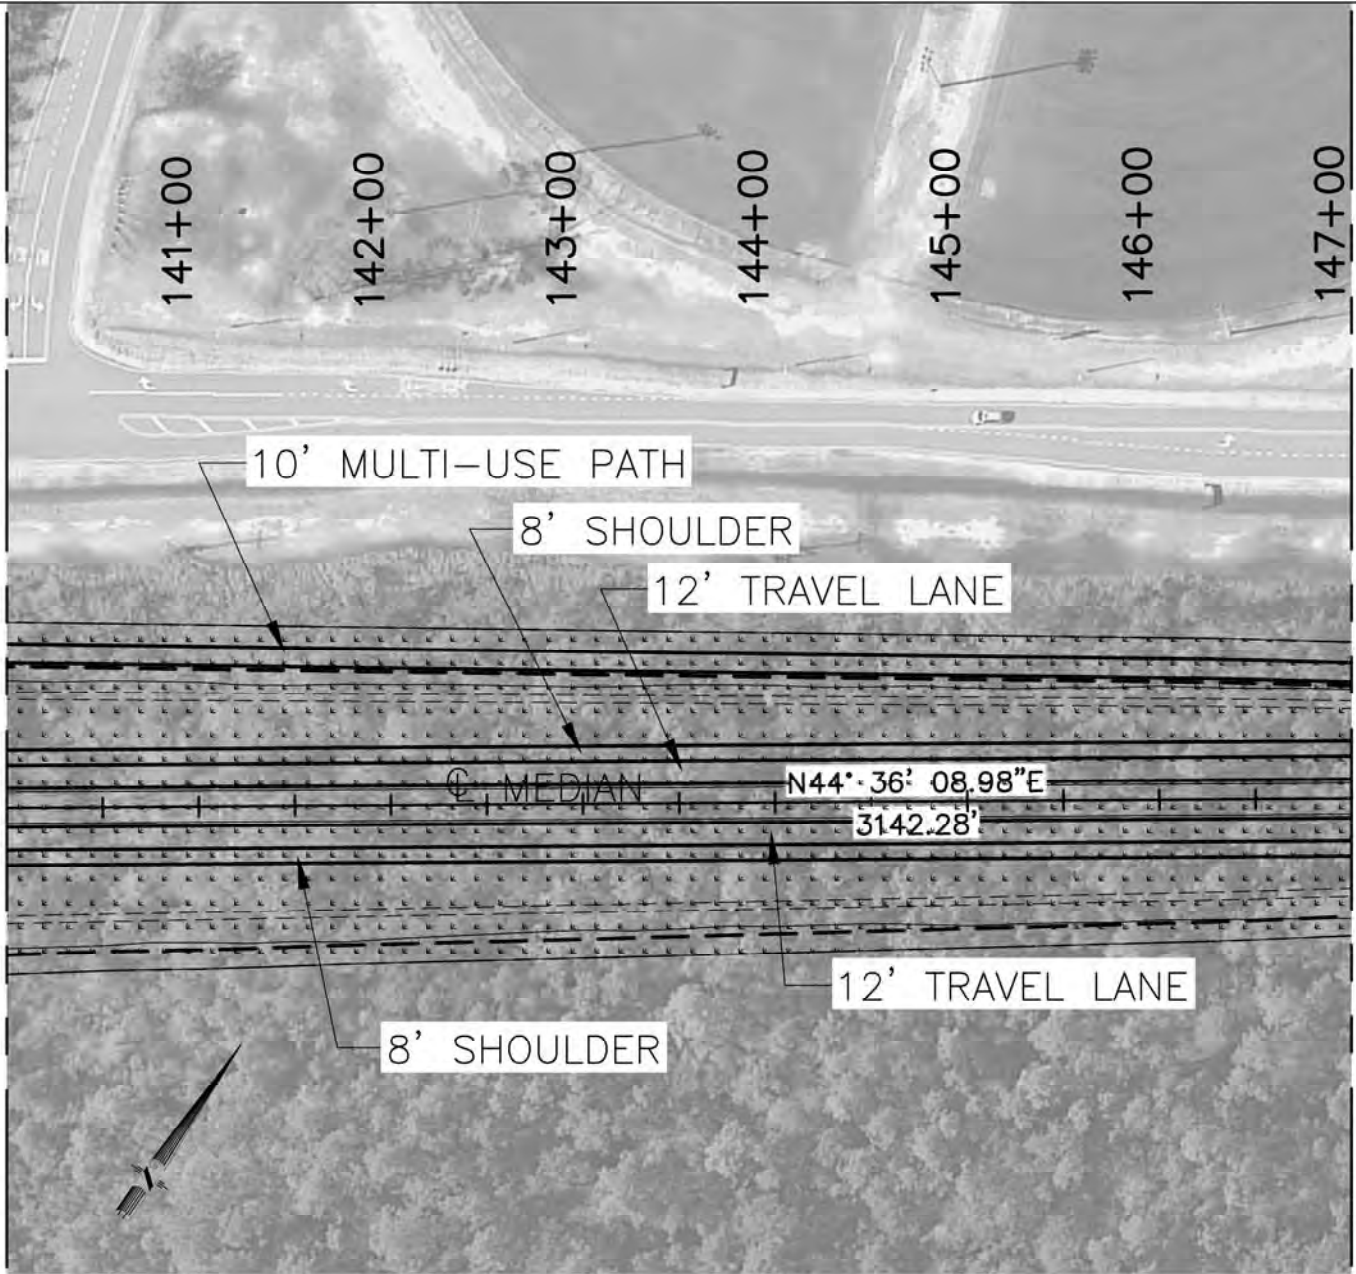 141+00
142+00
143+00
144+00
145+00
146+00
147+00
10' MULTI-USE PATH
8' SHOULDER
12' TRAVEL LANE
℄ MEDIAN
N44° 36' 08.98"E
3142.28'
12' TRAVEL LANE
8' SHOULDER